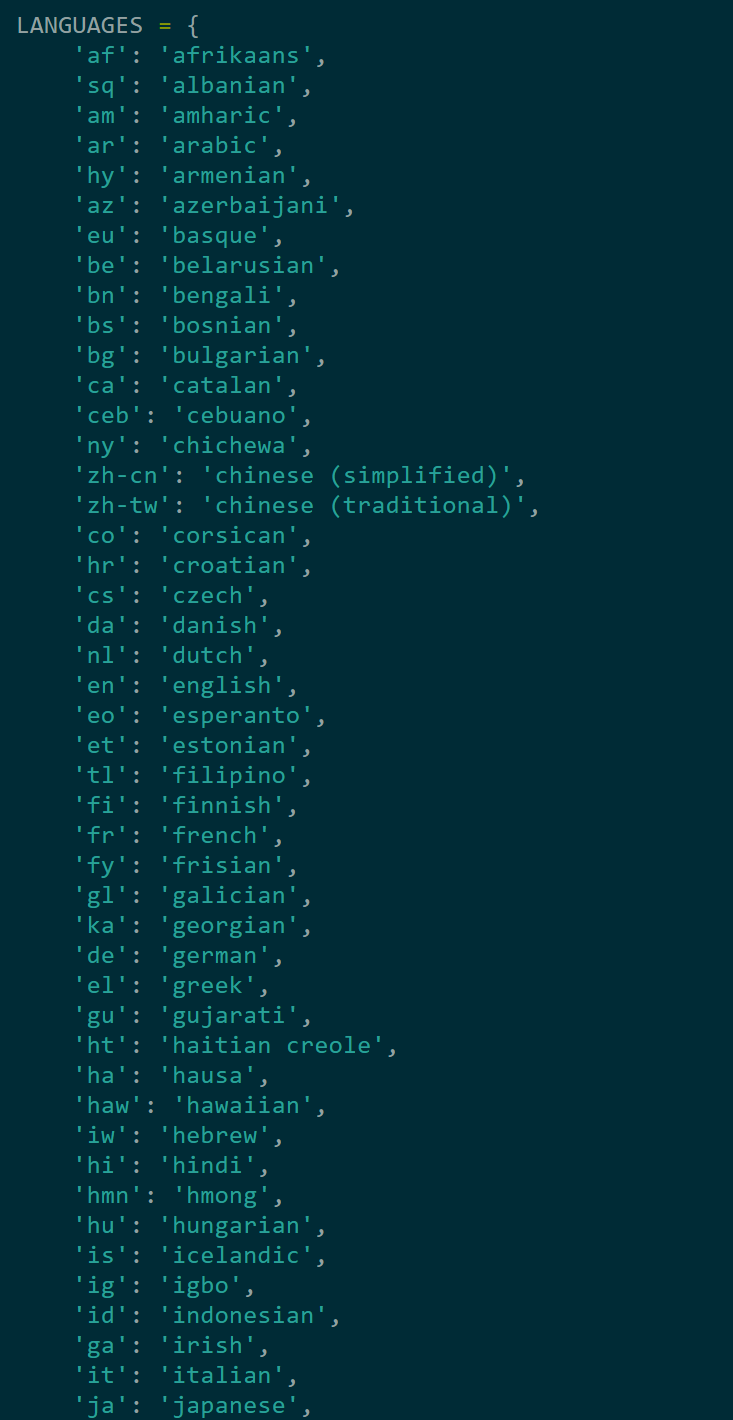 LANGUAGES = {
    'af': 'afrikaans',
    'sq': 'albanian',
    'am': 'amharic',
    'ar': 'arabic',
    'hy': 'armenian',
    'az': 'azerbaijani',
    'eu': 'basque',
    'be': 'belarusian',
    'bn': 'bengali',
    'bs': 'bosnian',
    'bg': 'bulgarian',
    'ca': 'catalan',
    'ceb': 'cebuano',
    'ny': 'chichewa',
    'zh-cn': 'chinese (simplified)',
    'zh-tw': 'chinese (traditional)',
    'co': 'corsican',
    'hr': 'croatian',
    'cs': 'czech',
    'da': 'danish',
    'nl': 'dutch',
    'en': 'english',
    'eo': 'esperanto',
    'et': 'estonian',
    'tl': 'filipino',
    'fi': 'finnish',
    'fr': 'french',
    'fy': 'frisian',
    'gl': 'galician',
    'ka': 'georgian',
    'de': 'german',
    'el': 'greek',
    'gu': 'gujarati',
    'ht': 'haitian creole',
    'ha': 'hausa',
    'haw': 'hawaiian',
    'iw': 'hebrew',
    'hi': 'hindi',
    'hmn': 'hmong',
    'hu': 'hungarian',
    'is': 'icelandic',
    'ig': 'igbo',
    'id': 'indonesian',
    'ga': 'irish',
    'it': 'italian',
    'ja': 'japanese',